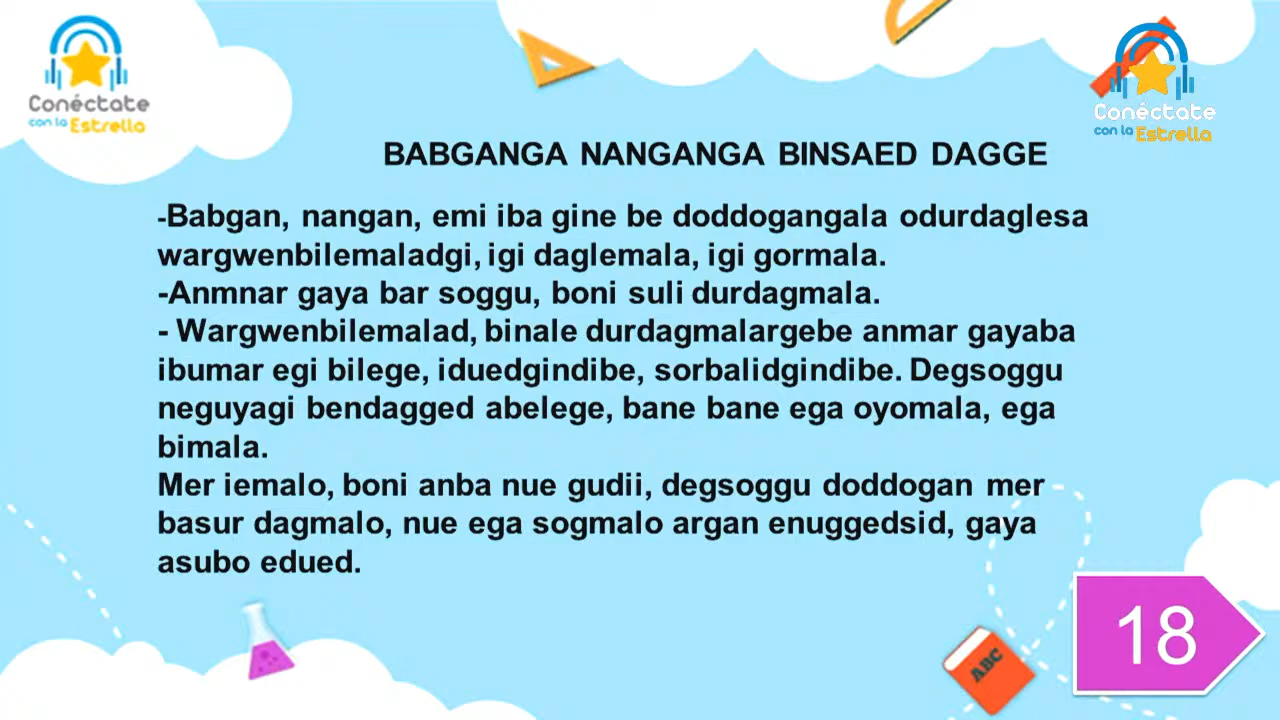 Conéctate
con la Estrella
Conéctate
con la Estrella
BABGANGA NANGANGA BINSAED DAGGE
-Babgan, nangan, emi iba gine be doddogangala odurdaglesa
wargwenbilemaladgi, igi daglemala, igi gormala.
-Anmnar gaya bar soggu, boni suli durdagmala.
- Wargwenbilemalad, binale durdagmalargebe anmar gayaba
ibumar egi bilege, iduedgindibe, sorbalidgindibe. Degsoggu
neguyagi bendagged abelege, bane bane ega oyomala, ega
bimala.
Mer iemalo, boni anba nue gudii, degsoggu doddogan mer
basur dagmalo, nue ega sogmalo argan enuggedsid, gaya
asubo edued.
ABC
18